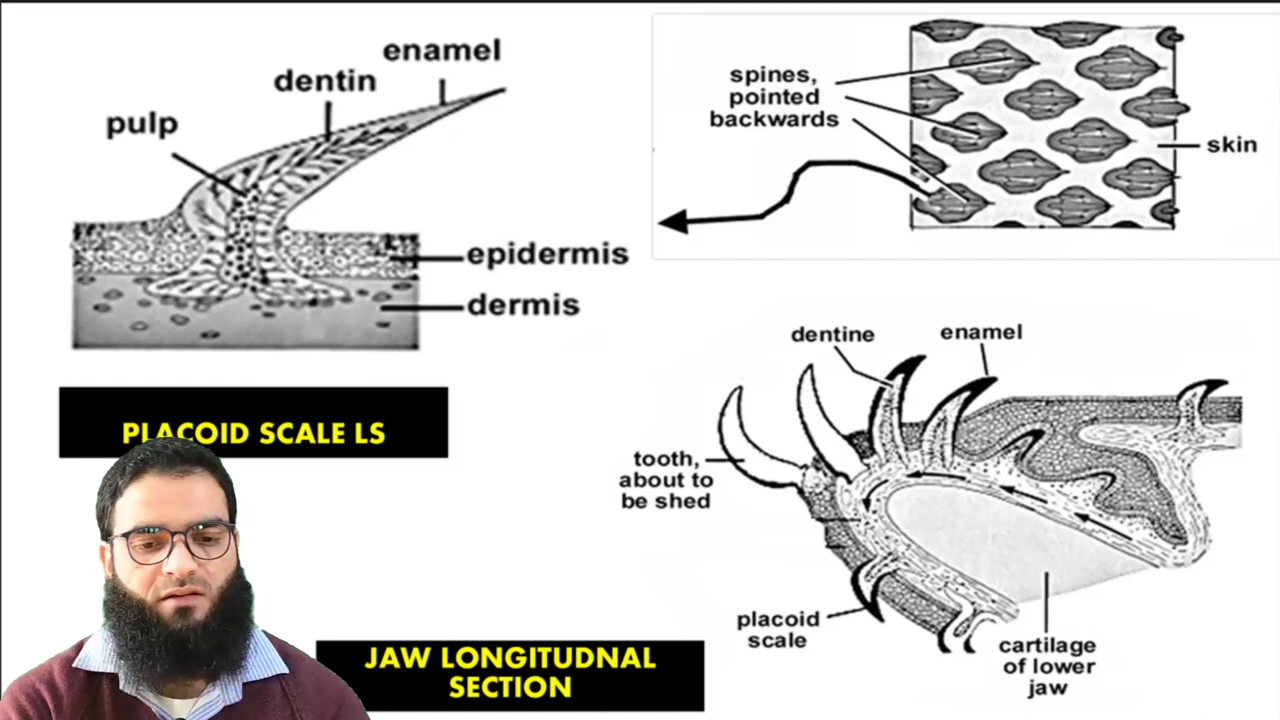 enamel
dentin
pulp
epidermis
dermis
PLACOID SCALE LS
spines,
pointed
backwards
skin
dentine
enamel
tooth,
about to
be shed
placoid
scale
cartilage
of lower
jaw
JAW LONGITUDNAL
SECTION